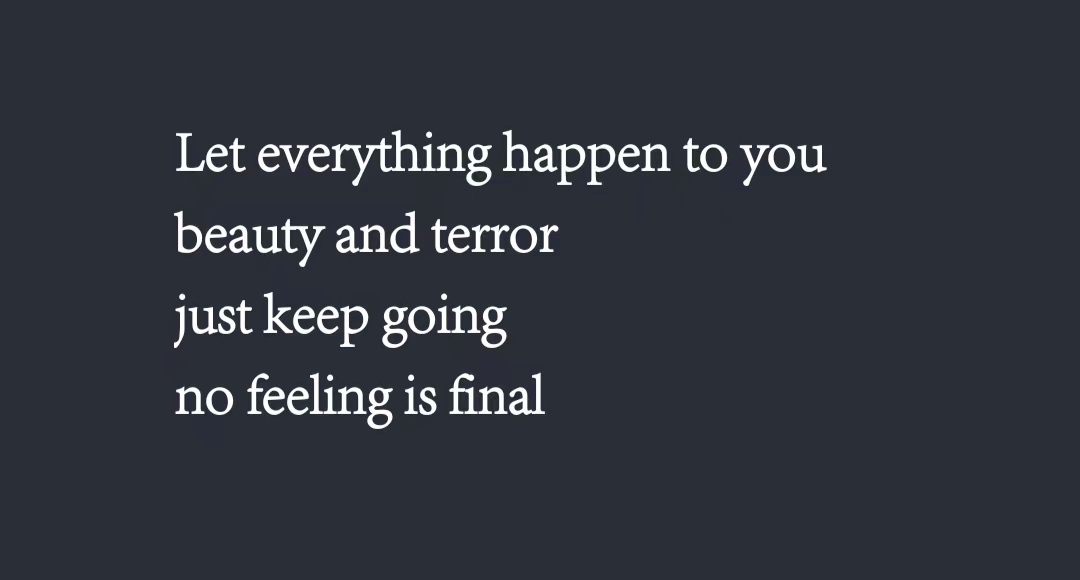 Let everything happen to you
beauty and terror
just keep going
no feeling is final